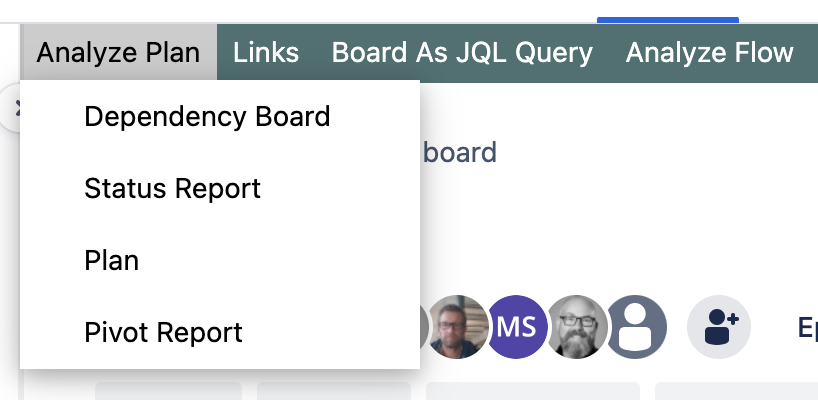 Analyze Plan Links Board As JQL Query Analyze Flow
Dependency Board
board
Status Report
Plan
Pivot Report
MS